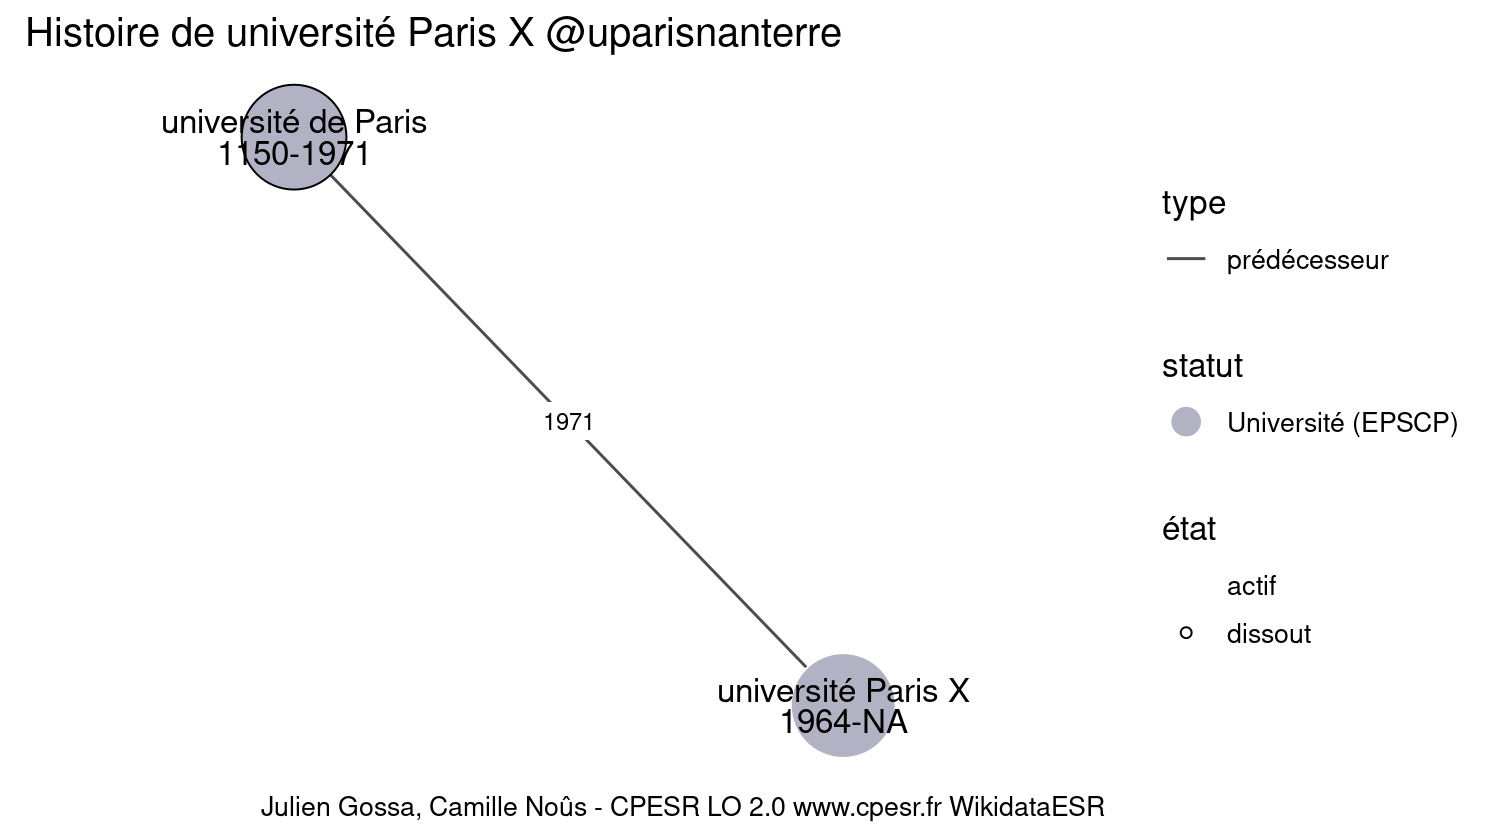 Histoire de université Paris X @uparisnanterre
université de Paris
1150-1971
1971
université Paris X
1964-NA
type
prédécesseur
statut
Université (EPSCP)
état
actif
dissout
Julien Gossa, Camille Noûs - CPESR LO 2.0 www.cpesr.fr WikidataESR